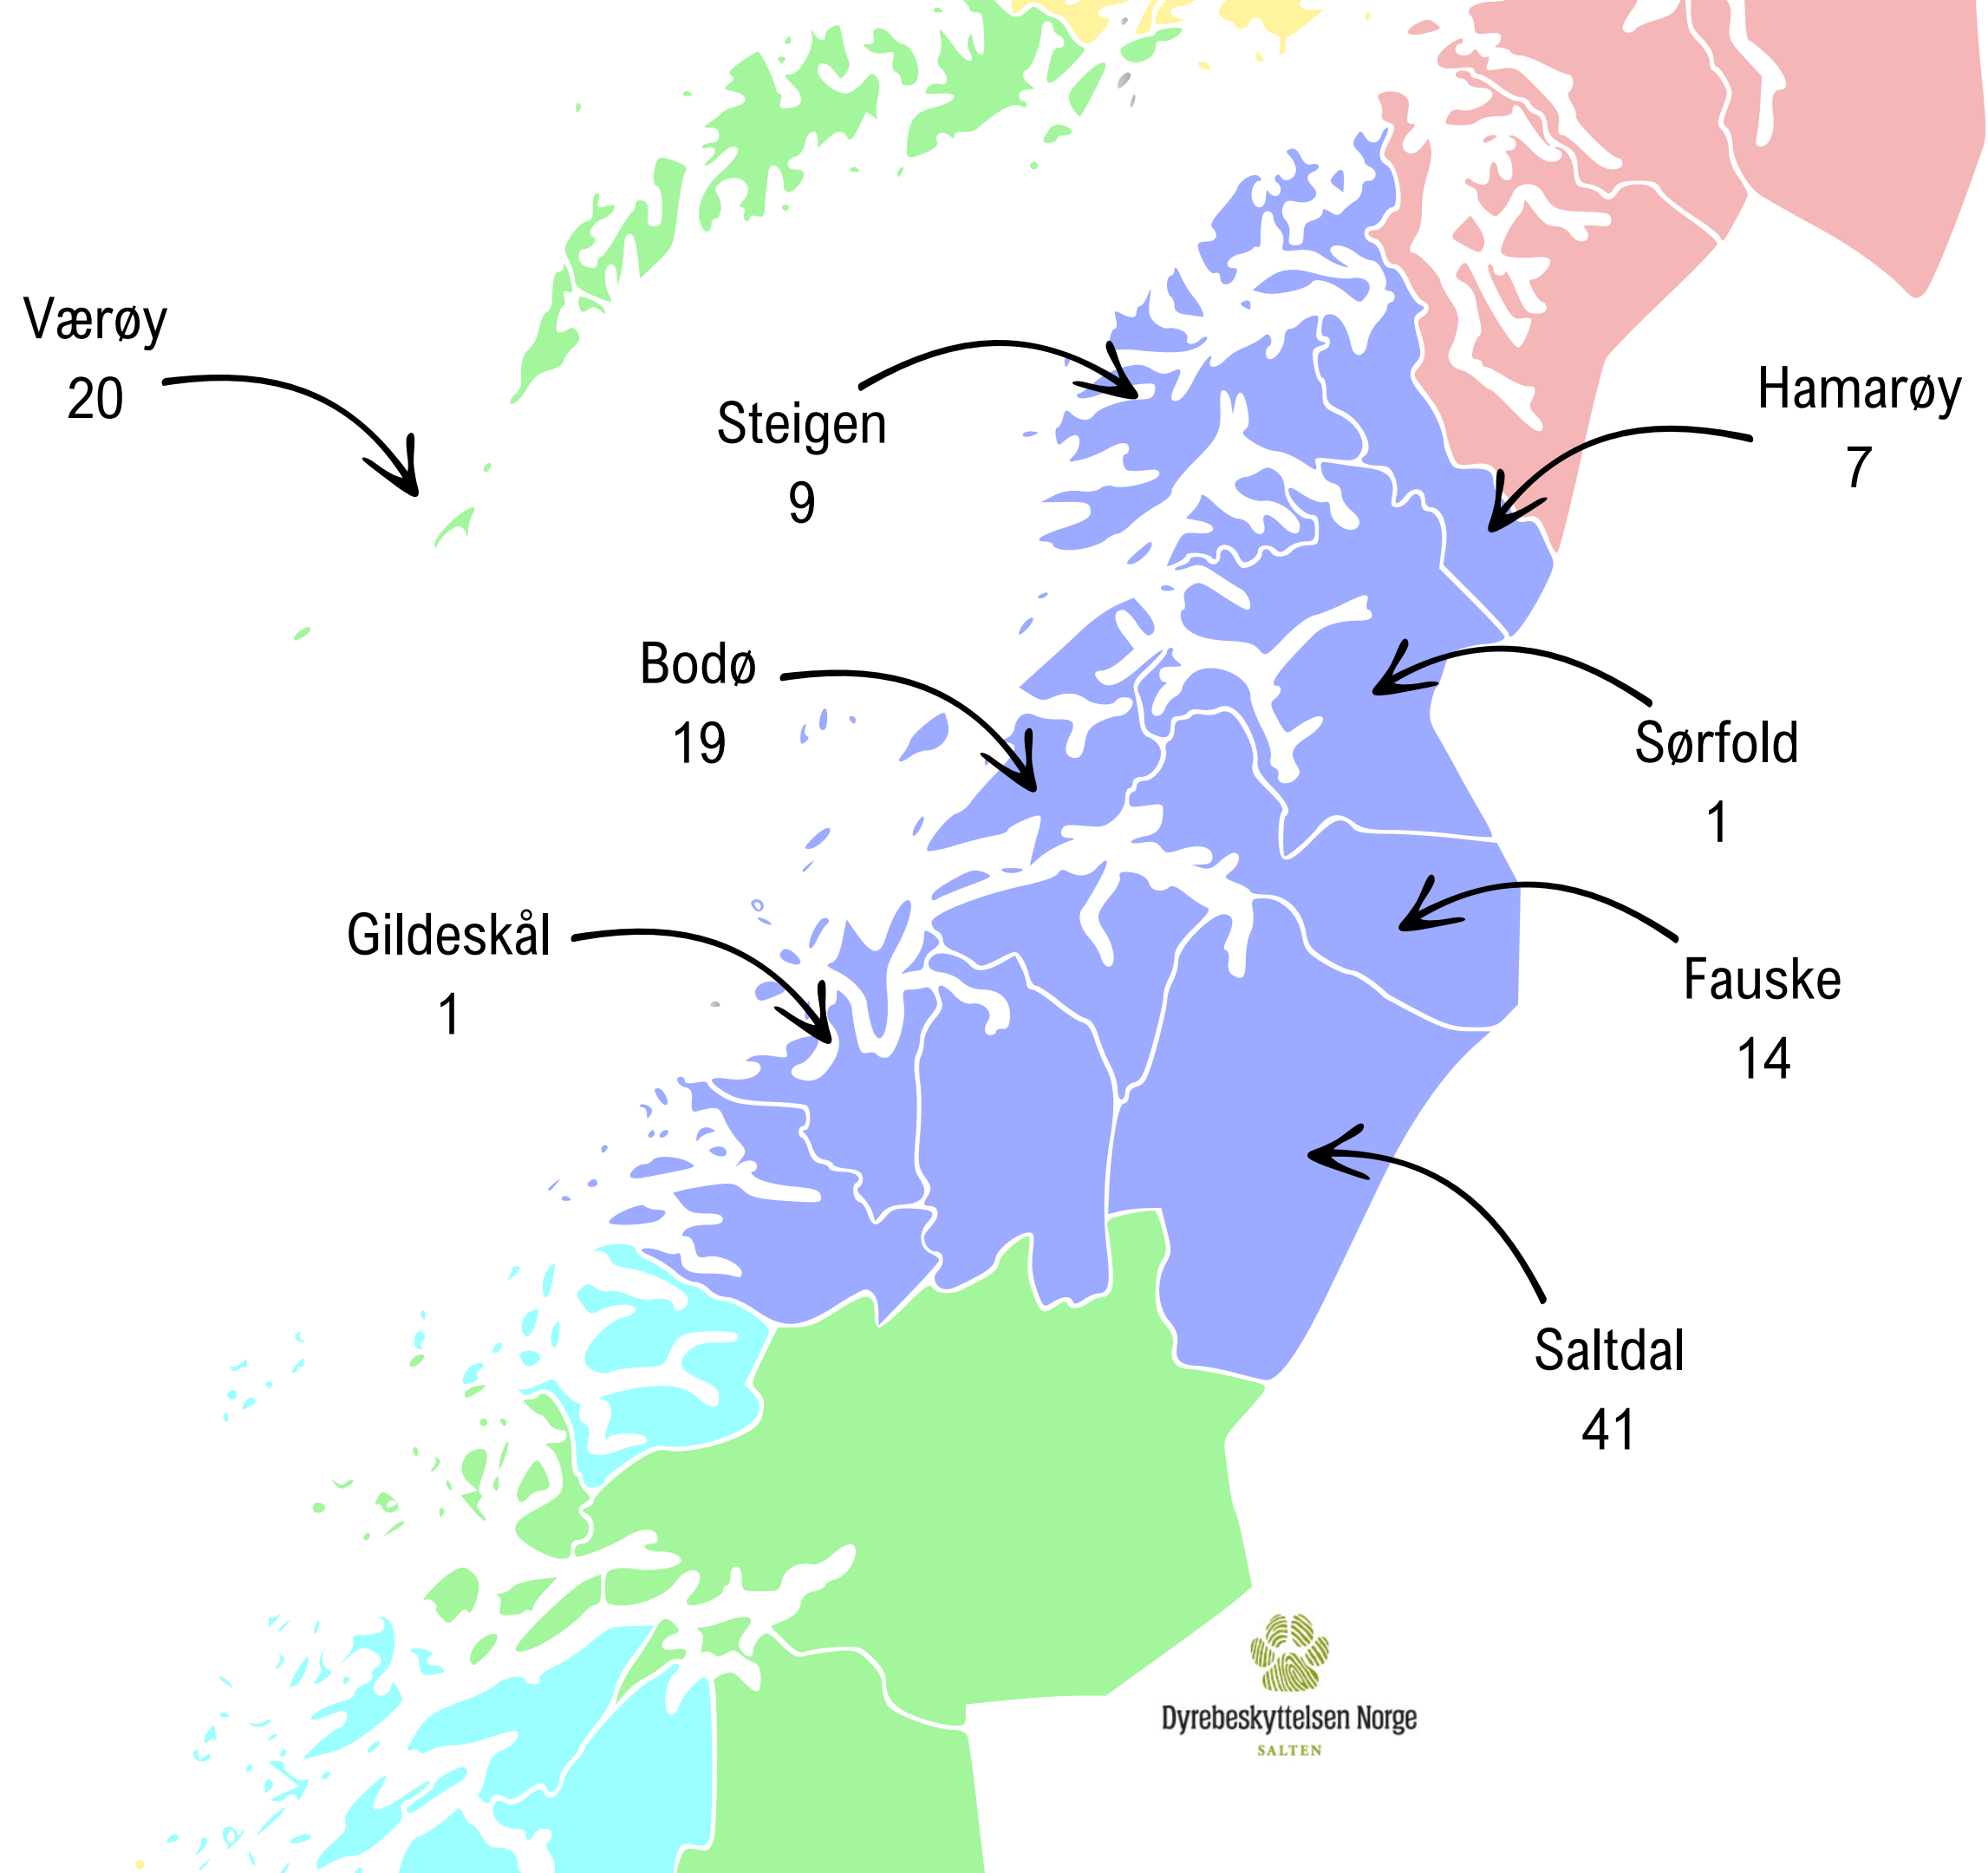 Værøy
20
Steigen
9
Hamarøy
7
Bodø
19
Sørfold
1
Gildeskål
1
Fauske
14
Saltdal
41
Dyrebeskyttelsen Norge
SALTEN